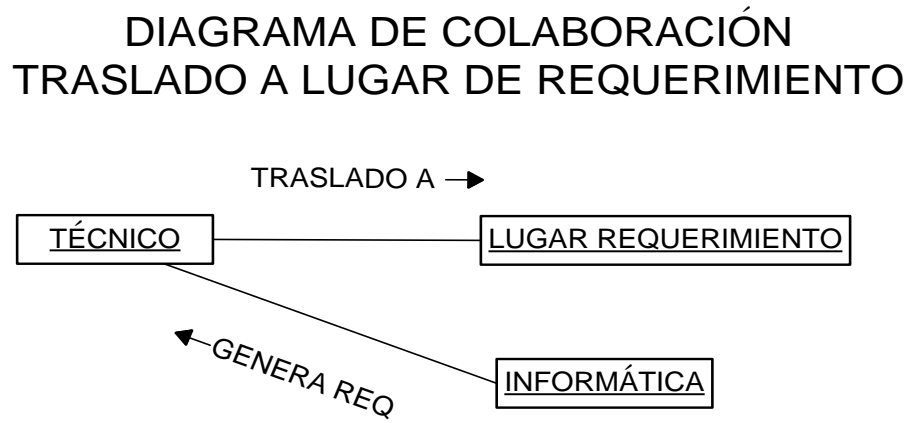 DIAGRAMA DE COLABORACIÓN
TRASLADO A LUGAR DE REQUERIMIENTO
TRASLADO A
TÉCNICO
LUGAR REQUERIMIENTO
GENERA REQ
INFORMÁTICA